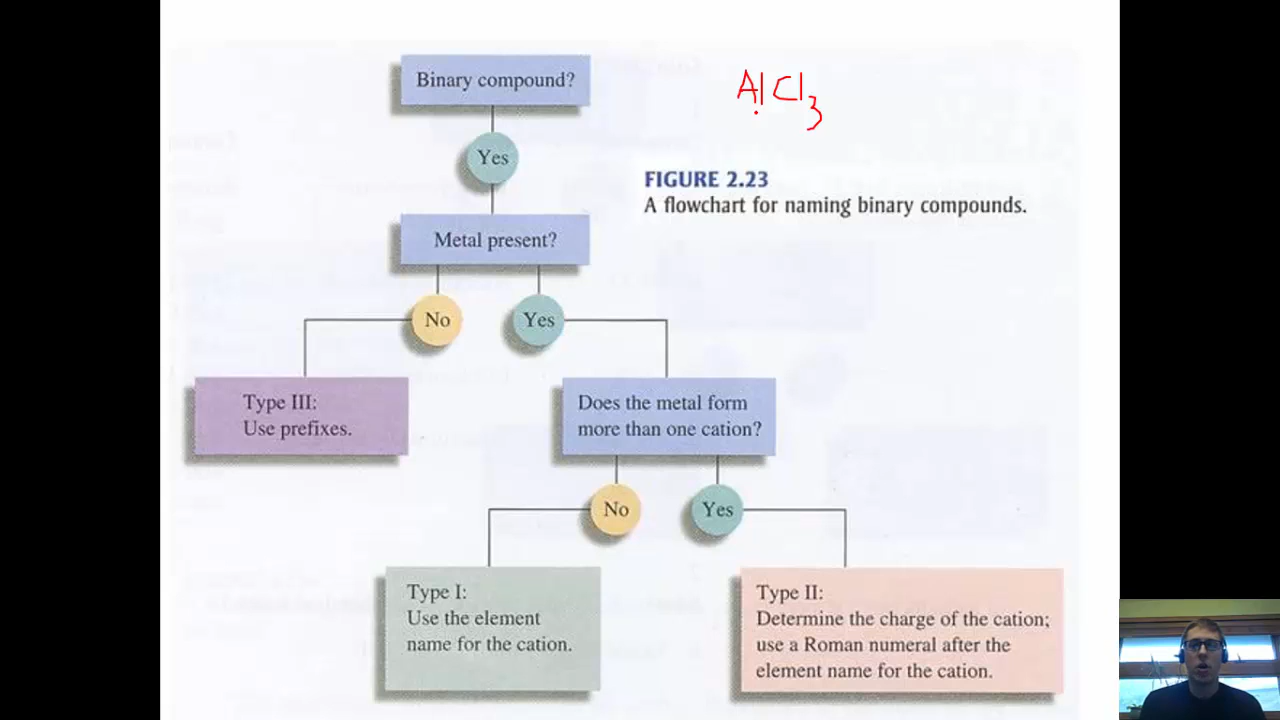 Binary compound?
AlCl3
Yes
FIGURE 2.23
A flowchart for naming binary compounds.
Metal present?
No
Yes
Type III:
Use prefixes.
Does the metal form
more than one cation?
No
Yes
Type I:
Use the element
name for the cation.
Type II:
Determine the charge of the cation;
use a Roman numeral after the
element name for the cation.